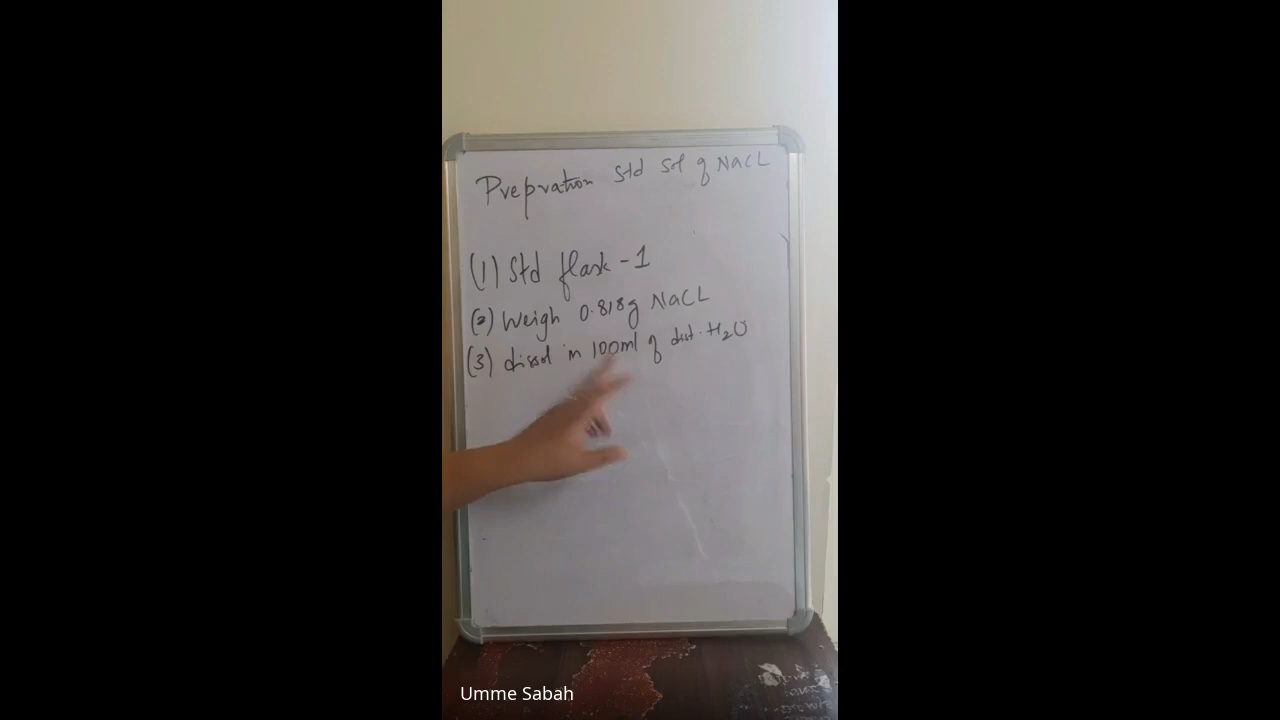 Prepration Std Sol of NaCL
(1) Std flask - 1
(2) Weigh 0.818g NaCL
(3) dissol in 100ml of dist. H2O
Umme Sabah